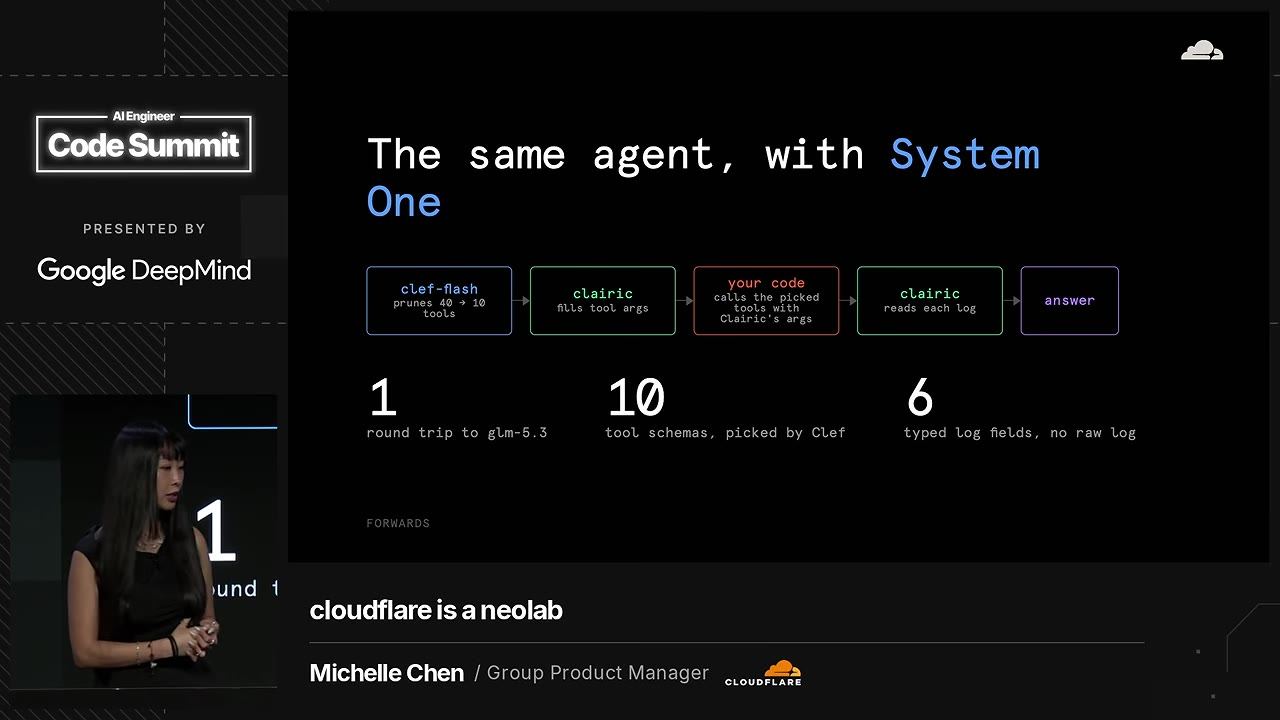 AI Engineer
Code Summit
PRESENTED BY
Google DeepMind
The same agent, with System
One
clef-flash
prunes 40 → 10
tools
clairic
fills tool args
your code
calls the picked
tools with
Clairic's args
clairic
reads each log
answer
1
round trip to glm-5.3
10
tool schemas, picked by Clef
6
typed log fields, no raw log
FORWARDS
1
ound t
cloudflare is a neolab
Michelle Chen / Group Product Manager
CLOUDFLARE